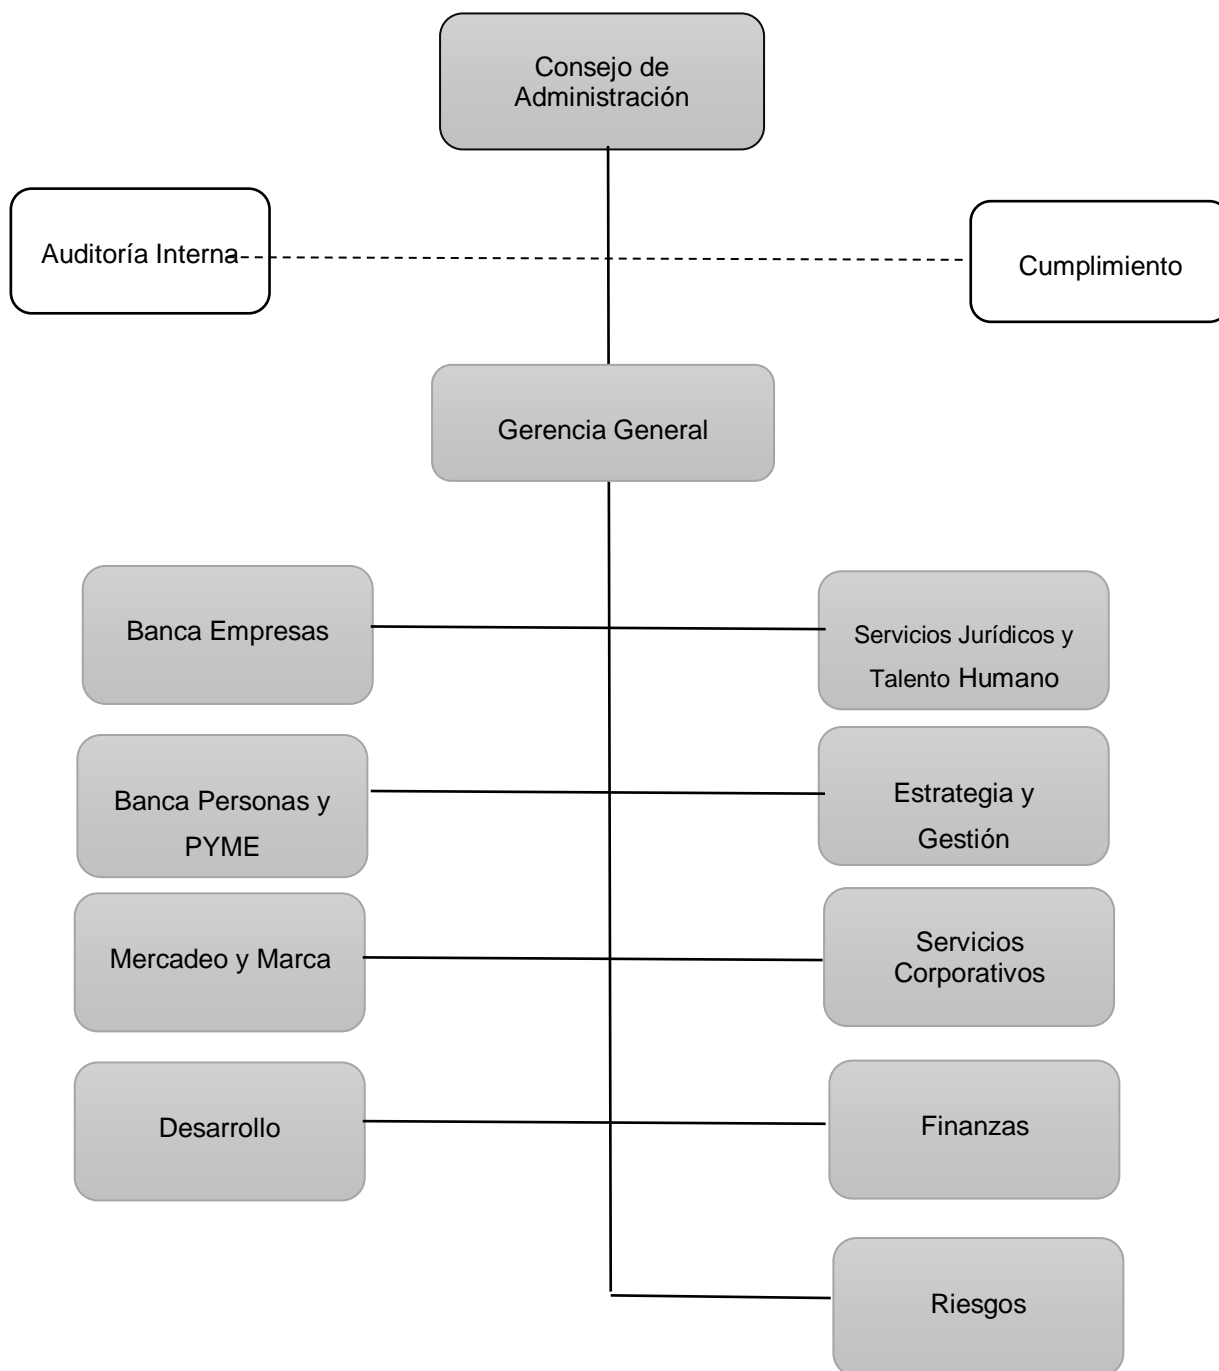 Consejo de
Administración
Auditoría Interna
Cumplimiento
Gerencia General
Banca Empresas
Servicios Jurídicos y
Talento Humano
Banca Personas y
PYME
Estrategia y
Gestión
Mercadeo y Marca
Servicios
Corporativos
Desarrollo
Finanzas
Riesgos